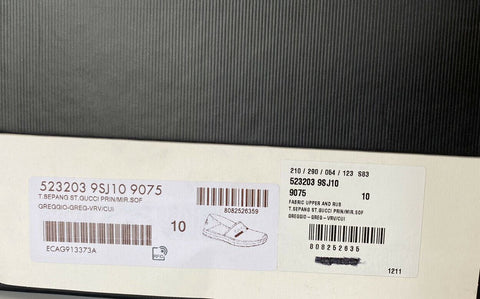 523203 9SJ10 9075
T.SEPANG ST.GUCCI PRIN/MIR.SOF
GREGGIO-GREG-VRV/CUI
8082526359
10
ECAG913373A
RFID
210 / 290 / 064 / 123 S83
523203 9SJ10
9075
10
FABRIC UPPER AND RUB
T.SEPANG ST.GUCCI PRIN/MIR.SOF
GREGGIO-GREG-VRV/CUI
808252635
1211